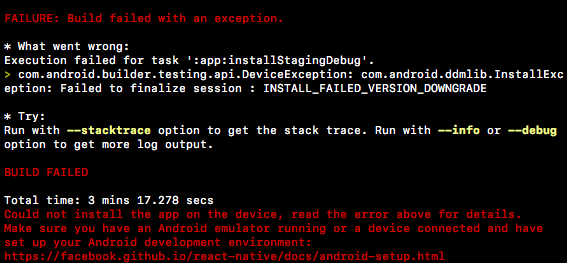 FAILURE: Build failed with an exception.
* What went wrong:
Execution failed for task ':app:installStagingDebug'.
> com.android.builder.testing.api.DeviceException: com.android.ddmlib.InstallExc
eption: Failed to finalize session : INSTALL_FAILED_VERSION_DOWNGRADE
* Try:
Run with --stacktrace option to get the stack trace. Run with --info or --debug
option to get more log output.
BUILD FAILED
Total time: 3 mins 17.278 secs
Could not install the app on the device, read the error above for details.
Make sure you have an Android emulator running or a device connected and have
set up your Android development environment:
https://facebook.github.io/react-native/docs/android-setup.html